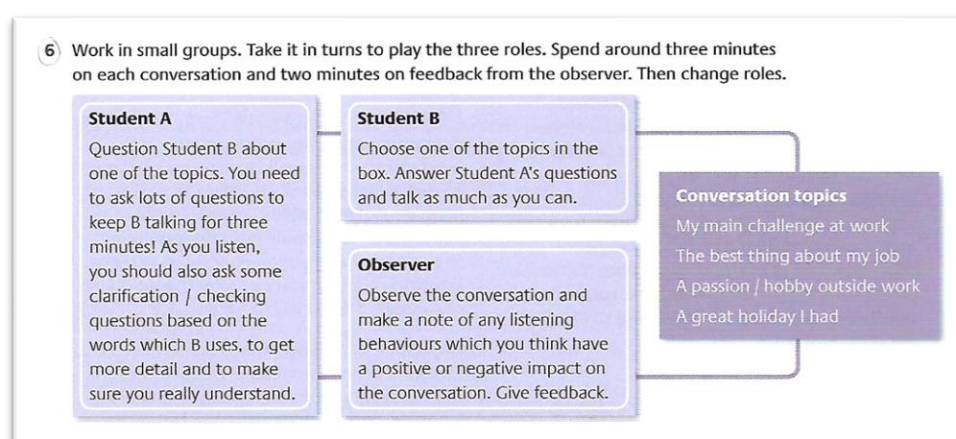 6 Work in small groups. Take it in turns to play the three roles. Spend around three minutes
on each conversation and two minutes on feedback from the observer. Then change roles.
Student A
Question Student B about
one of the topics. You need
to ask lots of questions to
keep B talking for three
minutes! As you listen,
you should also ask some
clarification / checking
questions based on the
words which B uses, to get
more detail and to make
sure you really understand.
Student B
Choose one of the topics in the
box. Answer Student A's questions
and talk as much as you can.
Observer
Observe the conversation and
make a note of any listening
behaviours which you think have
a positive or negative impact on
the conversation. Give feedback.
Conversation topics
My main challenge at work
The best thing about my job
A passion / hobby outside work
A great holiday I had